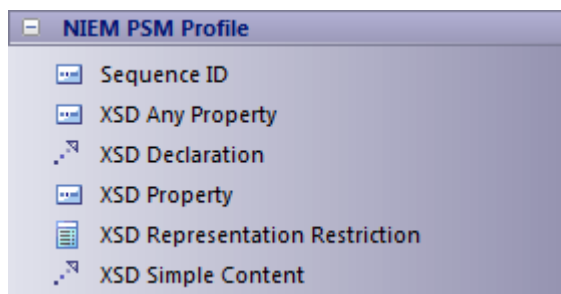 NIEM PSM Profile
Sequence ID
XSD Any Property
XSD Declaration
XSD Property
XSD Representation Restriction
XSD Simple Content